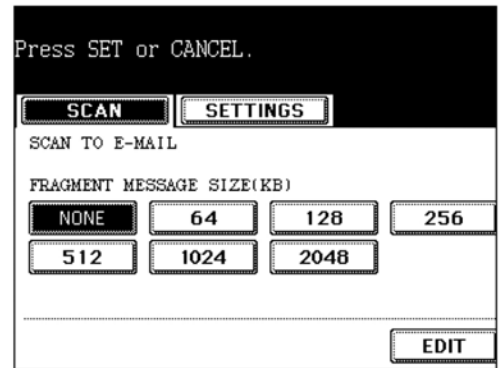 Press SET or CANCEL.
SCAN SETTINGS
SCAN TO E-MAIL
FRAGMENT MESSAGE SIZE(KB)
NONE 64 128 256
512 1024 2048
EDIT